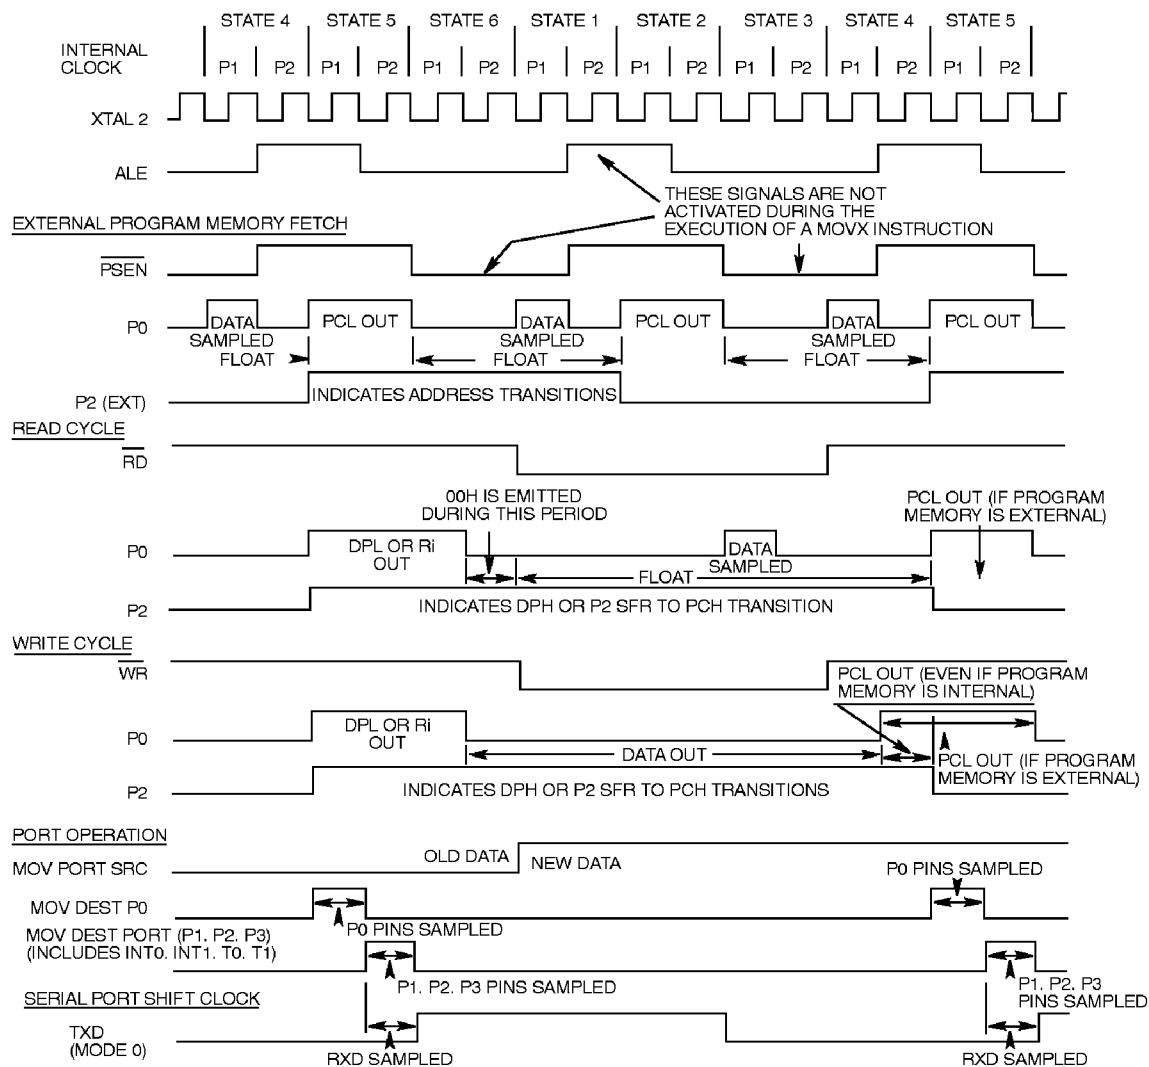 STATE 4 STATE 5 STATE 6 STATE 1 STATE 2 STATE 3 STATE 4 STATE 5
INTERNAL
CLOCK
P1 P2 P1 P2 P1 P2 P1 P2 P1 P2 P1 P2 P1 P2 P1 P2
XTAL 2
ALE
THESE SIGNALS ARE NOT
ACTIVATED DURING THE
EXECUTION OF A MOVX INSTRUCTION
EXTERNAL PROGRAM MEMORY FETCH
PSEN
P0
DATA PCL OUT DATA PCL OUT DATA PCL OUT
SAMPLED SAMPLED SAMPLED
FLOAT FLOAT FLOAT
P2 (EXT)
INDICATES ADDRESS TRANSITIONS
READ CYCLE
RD
00H IS EMITTED
DURING THIS PERIOD
PCL OUT (IF PROGRAM
MEMORY IS EXTERNAL)
P0
DPL OR Ri
OUT
DATA
SAMPLED
FLOAT
P2
INDICATES DPH OR P2 SFR TO PCH TRANSITION
WRITE CYCLE
WR
PCL OUT (EVEN IF PROGRAM
MEMORY IS INTERNAL)
P0
DPL OR Ri
OUT
DATA OUT
PCL OUT (IF PROGRAM
MEMORY IS EXTERNAL)
P2
INDICATES DPH OR P2 SFR TO PCH TRANSITIONS
PORT OPERATION
MOV PORT SRC
OLD DATA NEW DATA
P0 PINS SAMPLED
MOV DEST P0
P0 PINS SAMPLED
MOV DEST PORT (P1. P2. P3)
(INCLUDES INT0. INT1. T0. T1)
P1. P2. P3 PINS SAMPLED
P1. P2. P3
PINS SAMPLED
SERIAL PORT SHIFT CLOCK
TXD
(MODE 0)
RXD SAMPLED RXD SAMPLED